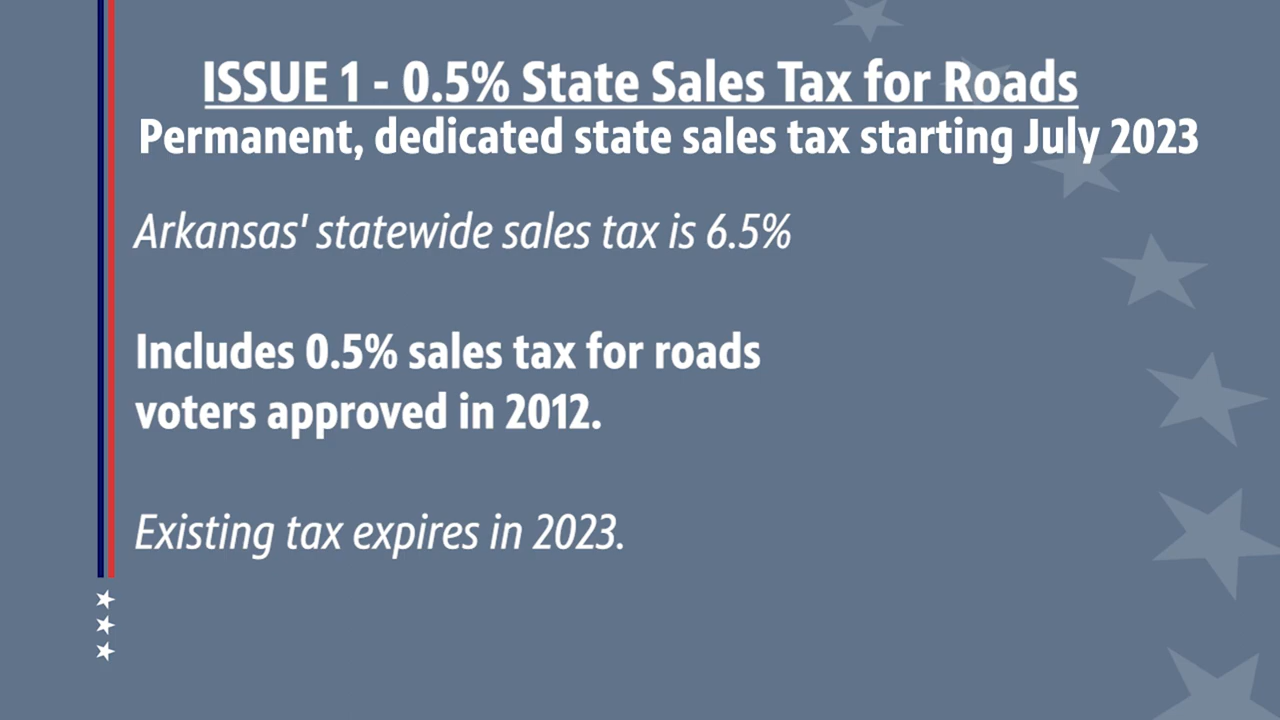 ISSUE 1 - 0.5% State Sales Tax for Roads
Permanent, dedicated state sales tax starting July 2023
Arkansas' statewide sales tax is 6.5%
Includes 0.5% sales tax for roads
voters approved in 2012.
Existing tax expires in 2023.